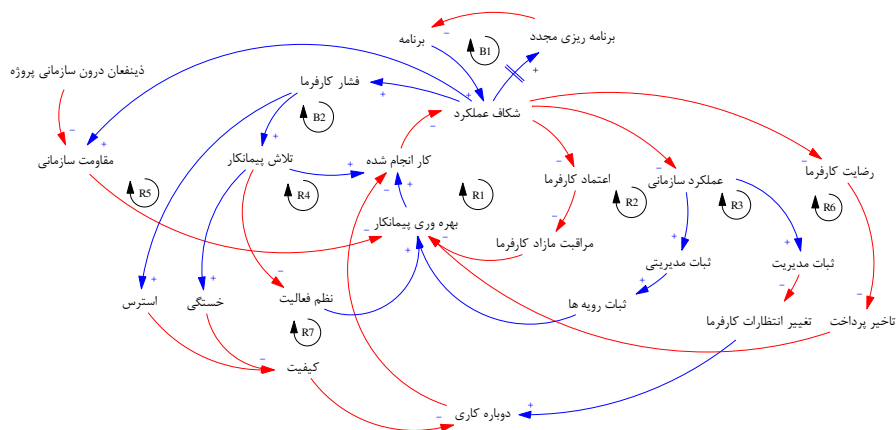 برنامه ریزی مجدد
برنامه
B1
ذینفعان درون سازمانی پروژه
فشار کارفرما
شکاف عملکرد
B2
مقاومت سازمانی
تلاش پیمانکار
کار انجام شده
رضایت کارفرما
عملکرد سازمانی
اعتماد کارفرما
R5
R4
R1
R2
R3
R6
بهره وری پیمانکار
مراقبت مازاد کارفرما
ثبات مدیریتی
ثبات مدیریت
استرس
خستگی
نظم فعالیت
ثبات رویه ها
تغییر انتظارات کارفرما
تاخیر پرداخت
R7
کیفیت
دوباره کاری